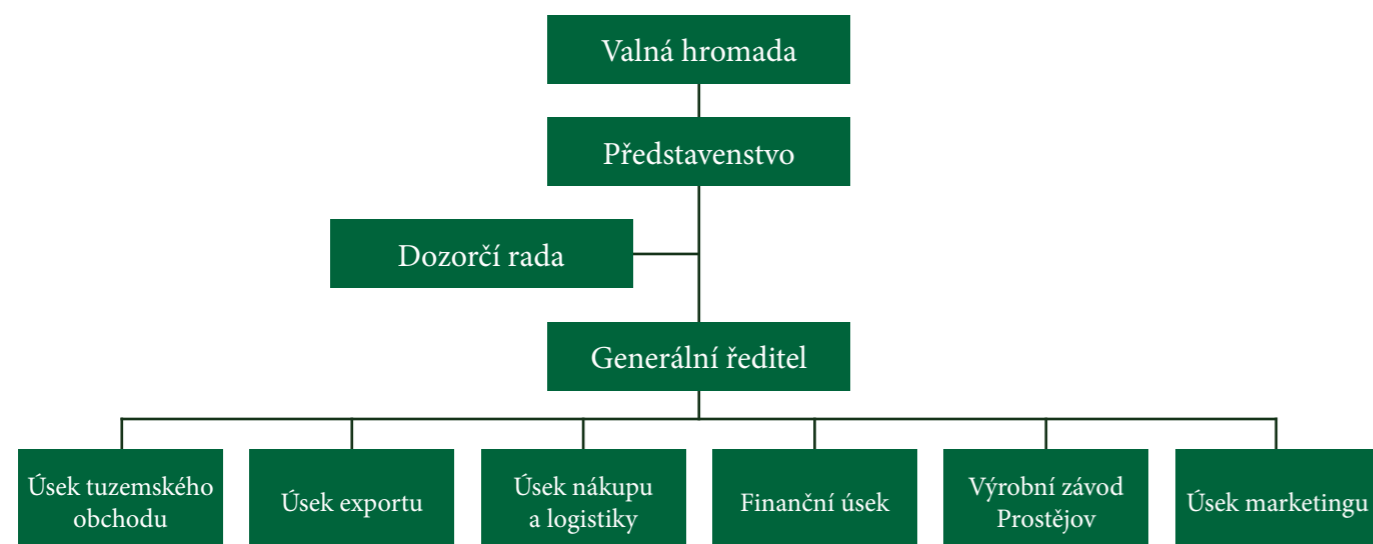 Valná hromada
Představenstvo
Dozorčí rada
Generální ředitel
Úsek tuzemského
obchodu
Úsek exportu
Úsek nákupu
a logistiky
Finanční úsek
Výrobní závod
Prostějov
Úsek marketingu